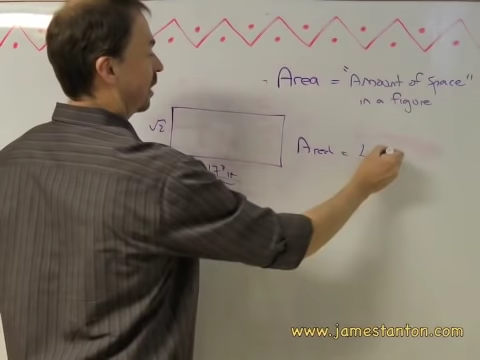 - Area = "Amount of space"
in a figure
√2
Area = L
www.jamestanton.com